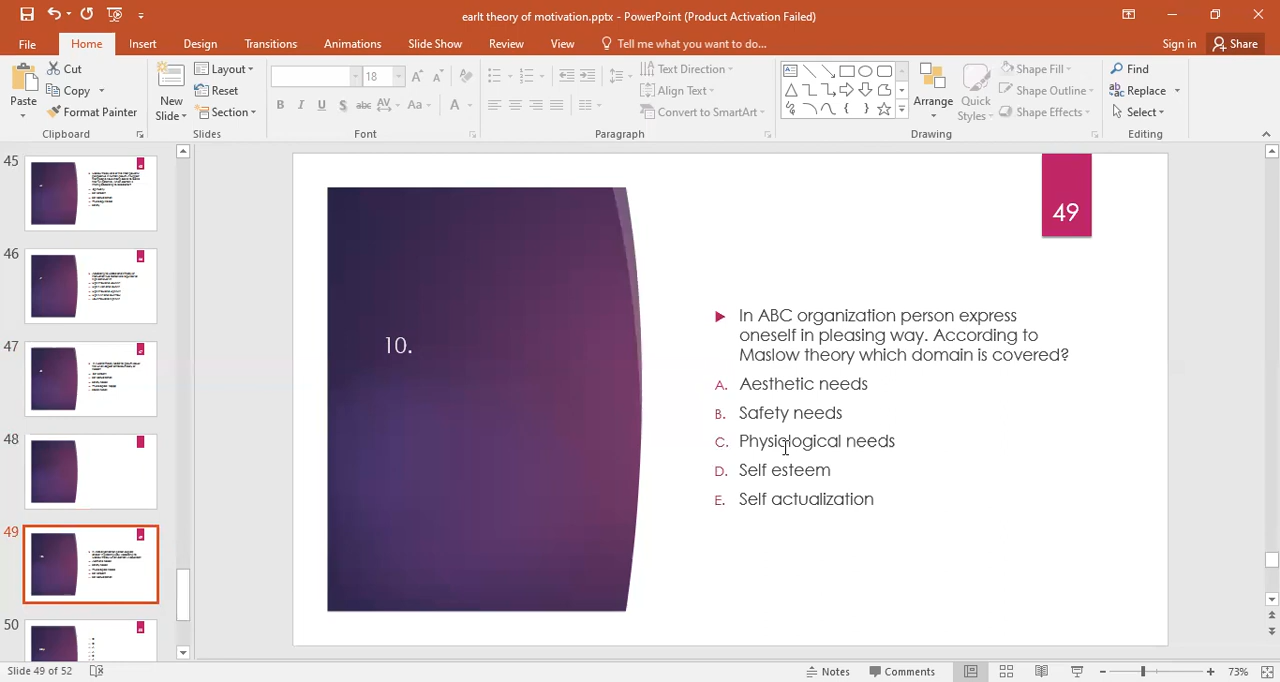 earlt theory of motivation.pptx - PowerPoint (Product Activation Failed)
File Home Insert Design Transitions Animations Slide Show Review View Tell me what you want to do... Sign in Share
Paste
Cut
Copy
Format Painter
Clipboard
New
Slide
Layout
Reset
Section
Slides
18
B I U S abc AV Aa A
Font
Text Direction
Align Text
Convert to SmartArt
Paragraph
Arrange
Quick
Styles
Shape Fill
Shape Outline
Shape Effects
Drawing
Find
Replace
Select
Editing
45
46
47
48
49
50
49
10.
In ABC organization person express
oneself in pleasing way. According to
Maslow theory which domain is covered?
A. Aesthetic needs
B. Safety needs
C. Physiological needs
D. Self esteem
E. Self actualization
Slide 49 of 52
Notes
Comments
73%